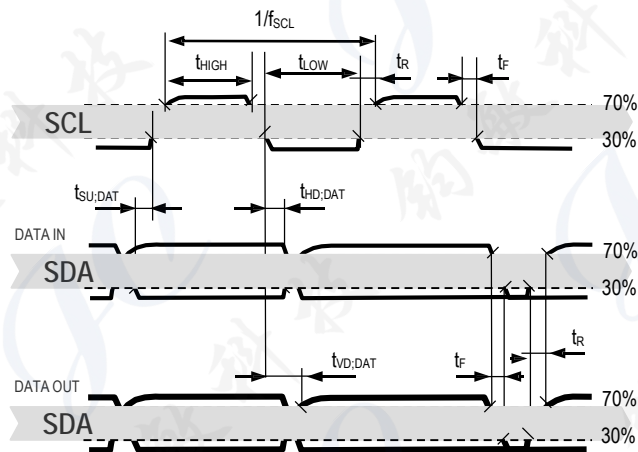 1/fSCL
tHIGH
tLOW
tR
tF
70%
SCL
30%
tSU;DAT
tHD;DAT
DATA IN
70%
SDA
30%
tVD;DAT
tF
tR
DATA OUT
70%
SDA
30%